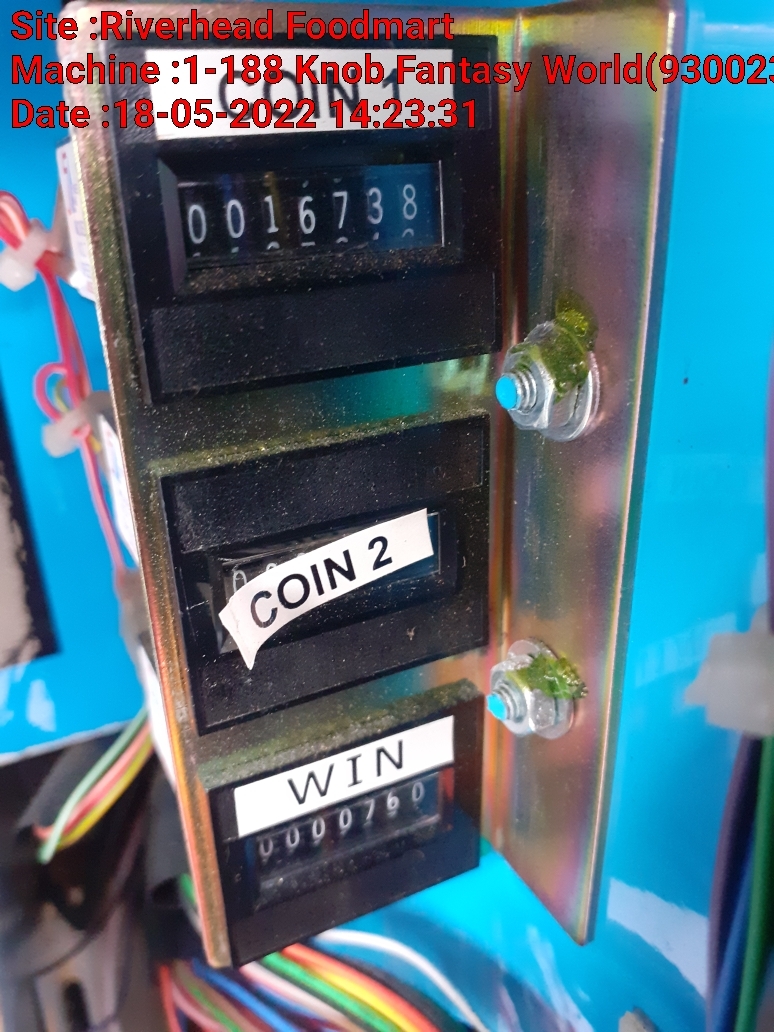 Site :Riverhead Foodmart
Machine :1-188 Knob Fantasy World(930023
Date :18-05-2022 14:23:31
COIN 1
0016738
COIN 2
WIN
0000760